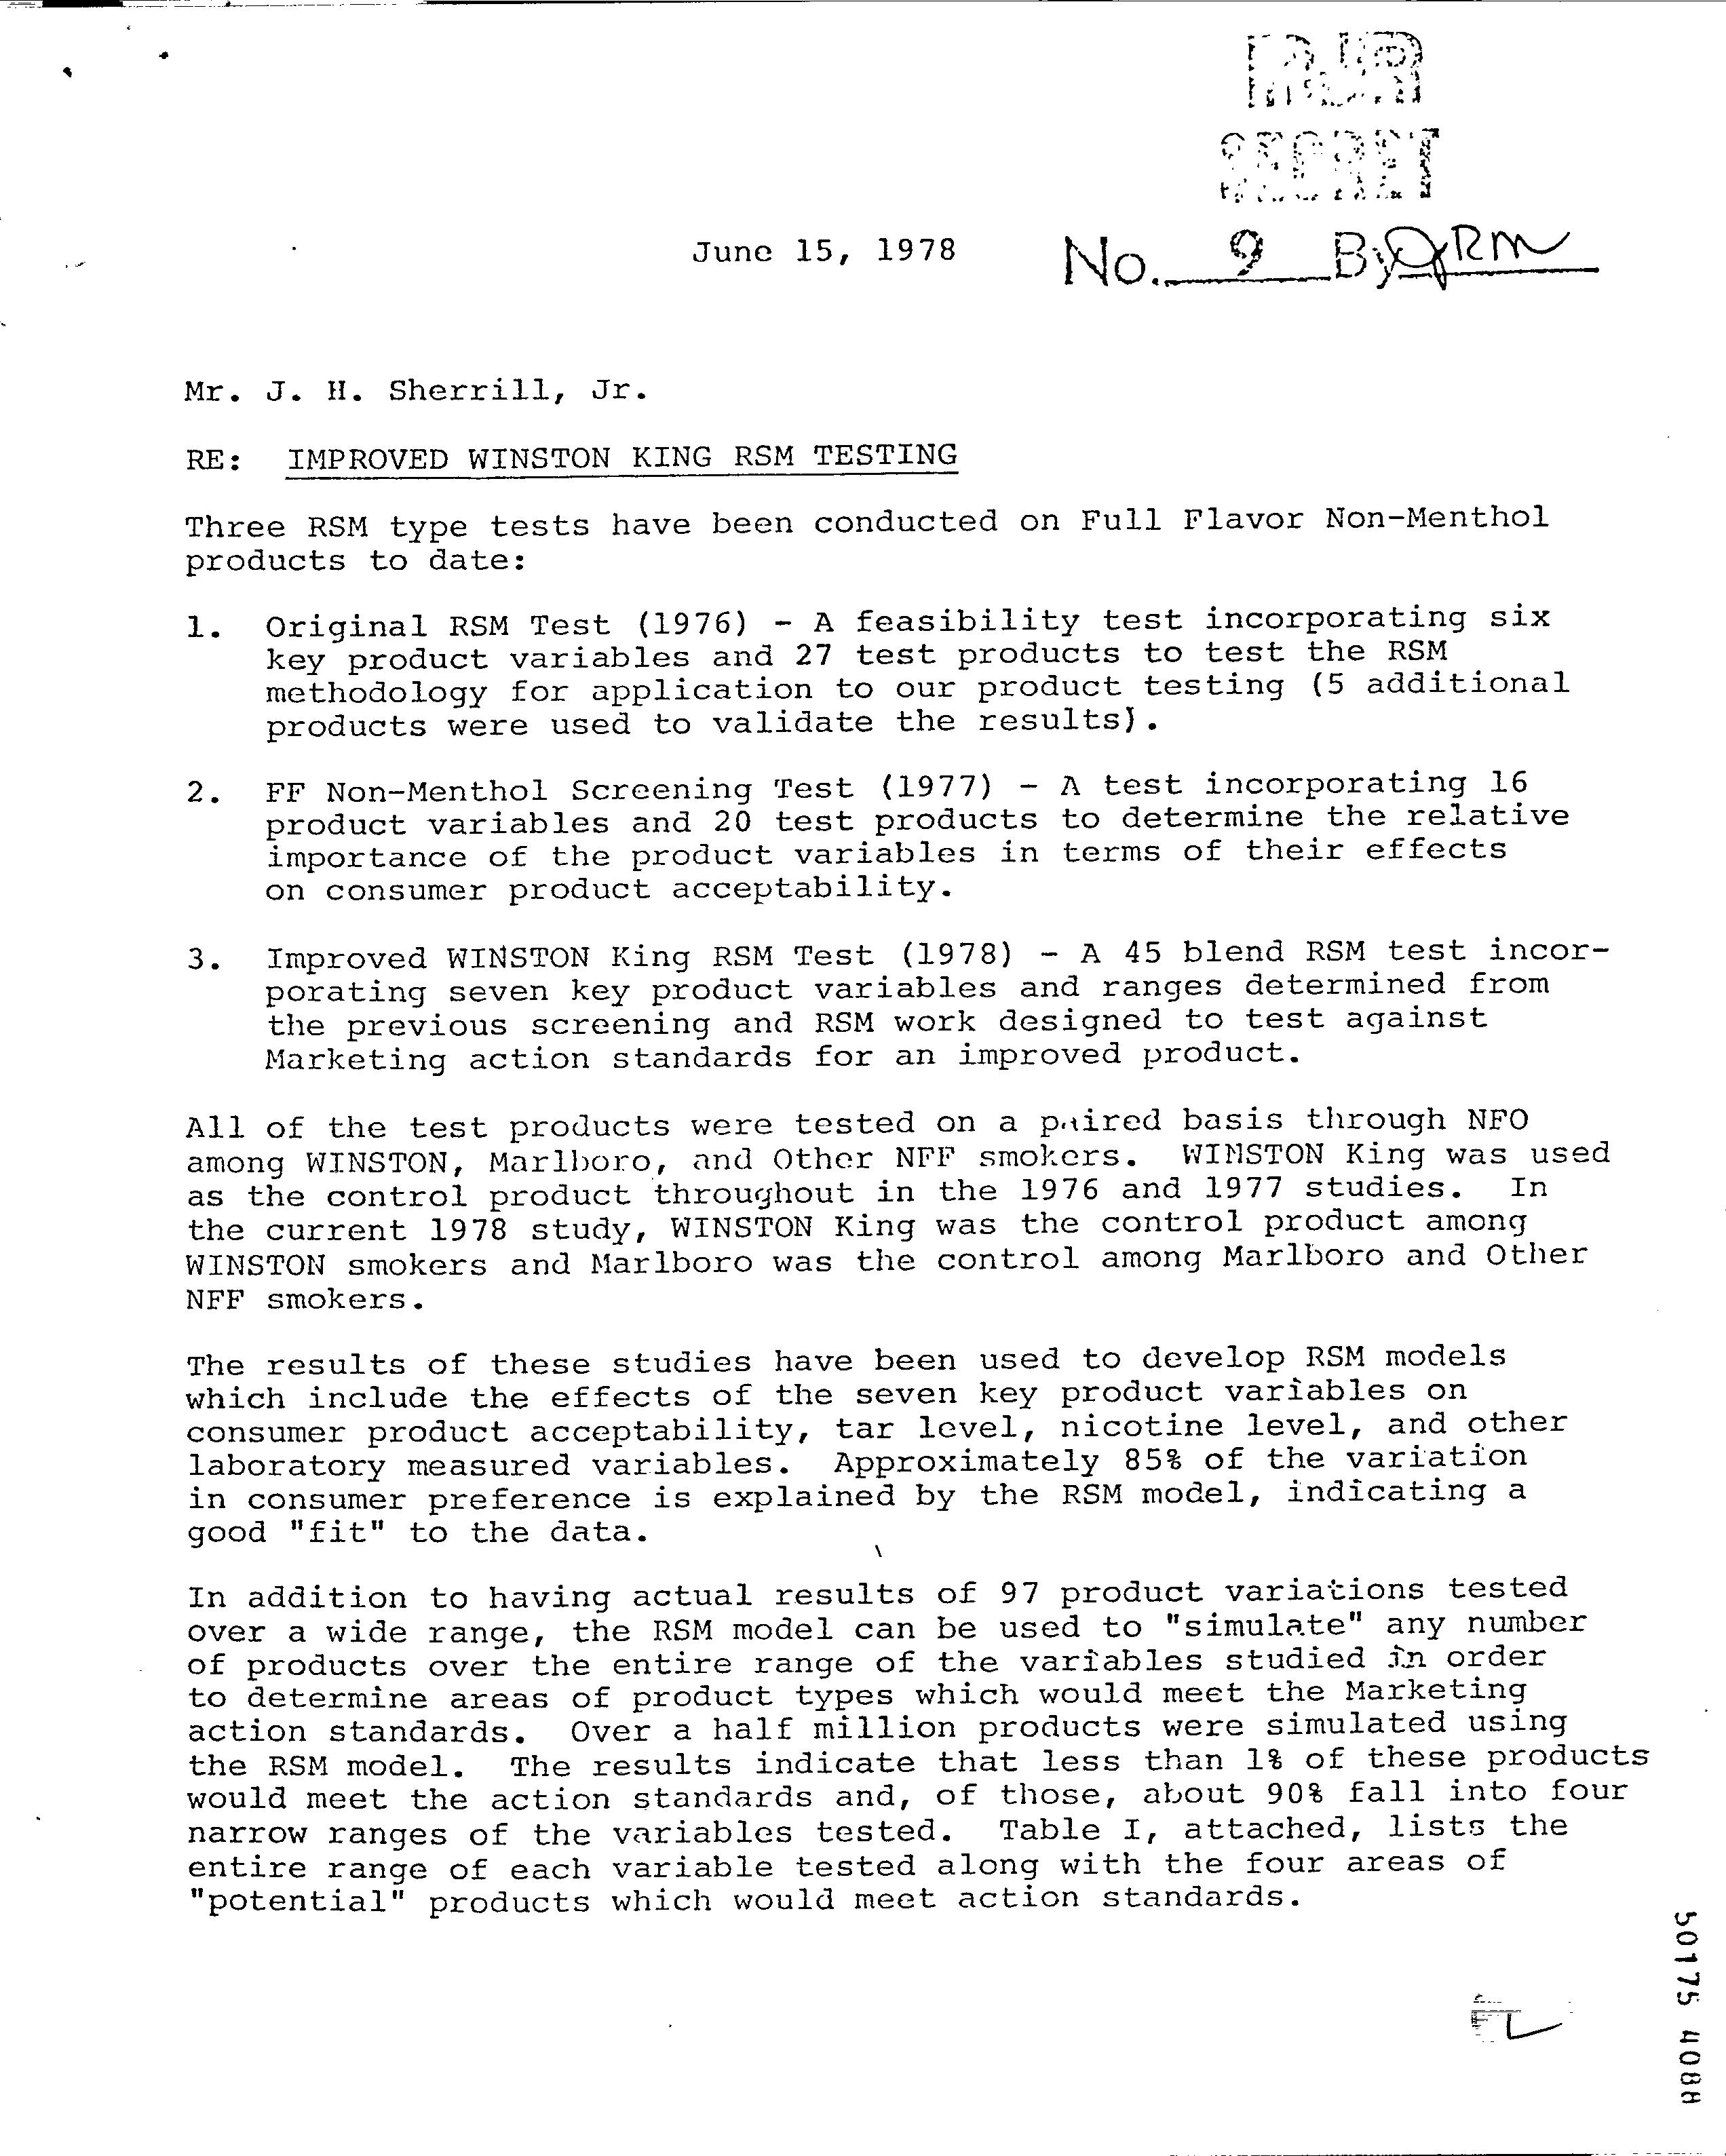 RJR
SECRET
June 15, 1978
No. 9 By JRM
Mr. J. H. Sherrill, Jr.
RE: IMPROVED WINSTON KING RSM TESTING
Three RSM type tests have been conducted on Full Flavor Non-Menthol
products to date:
1. Original RSM Test (1976) - A feasibility test incorporating six
key product variables and 27 test products to test the RSM
methodology for application to our product testing (5 additional
products were used to validate the results).
2. FF Non-Menthol Screening Test (1977) - A test incorporating 16
product variables and 20 test products to determine the relative
importance of the product variables in terms of their effects
on consumer product acceptability.
3. Improved WINSTON King RSM Test (1978) - A 45 blend RSM test incor-
porating seven key product variables and ranges determined from
the previous screening and RSM work designed to test against
Marketing action standards for an improved product.
All of the test products were tested on a paired basis through NFO
among WINSTON, Marlboro, and Other NFF smokers. WINSTON King was used
as the control product throughout in the 1976 and 1977 studies. In
the current 1978 study, WINSTON King was the control product among
WINSTON smokers and Marlboro was the control among Marlboro and Other
NFF smokers.
The results of these studies have been used to develop RSM models
which include the effects of the seven key product variables on
consumer product acceptability, tar level, nicotine level, and other
laboratory measured variables. Approximately 85% of the variation
in consumer preference is explained by the RSM model, indicating a
good "fit" to the data.
In addition to having actual results of 97 product variations tested
over a wide range, the RSM model can be used to "simulate" any number
of products over the entire range of the variables studied in order
to determine areas of product types which would meet the Marketing
action standards. Over a half million products were simulated using
the RSM model. The results indicate that less than 1% of these products
would meet the action standards and, of those, about 90% fall into four
narrow ranges of the variables tested. Table I, attached, lists the
entire range of each variable tested along with the four areas of
"potential" products which would meet action standards.
50175 4088